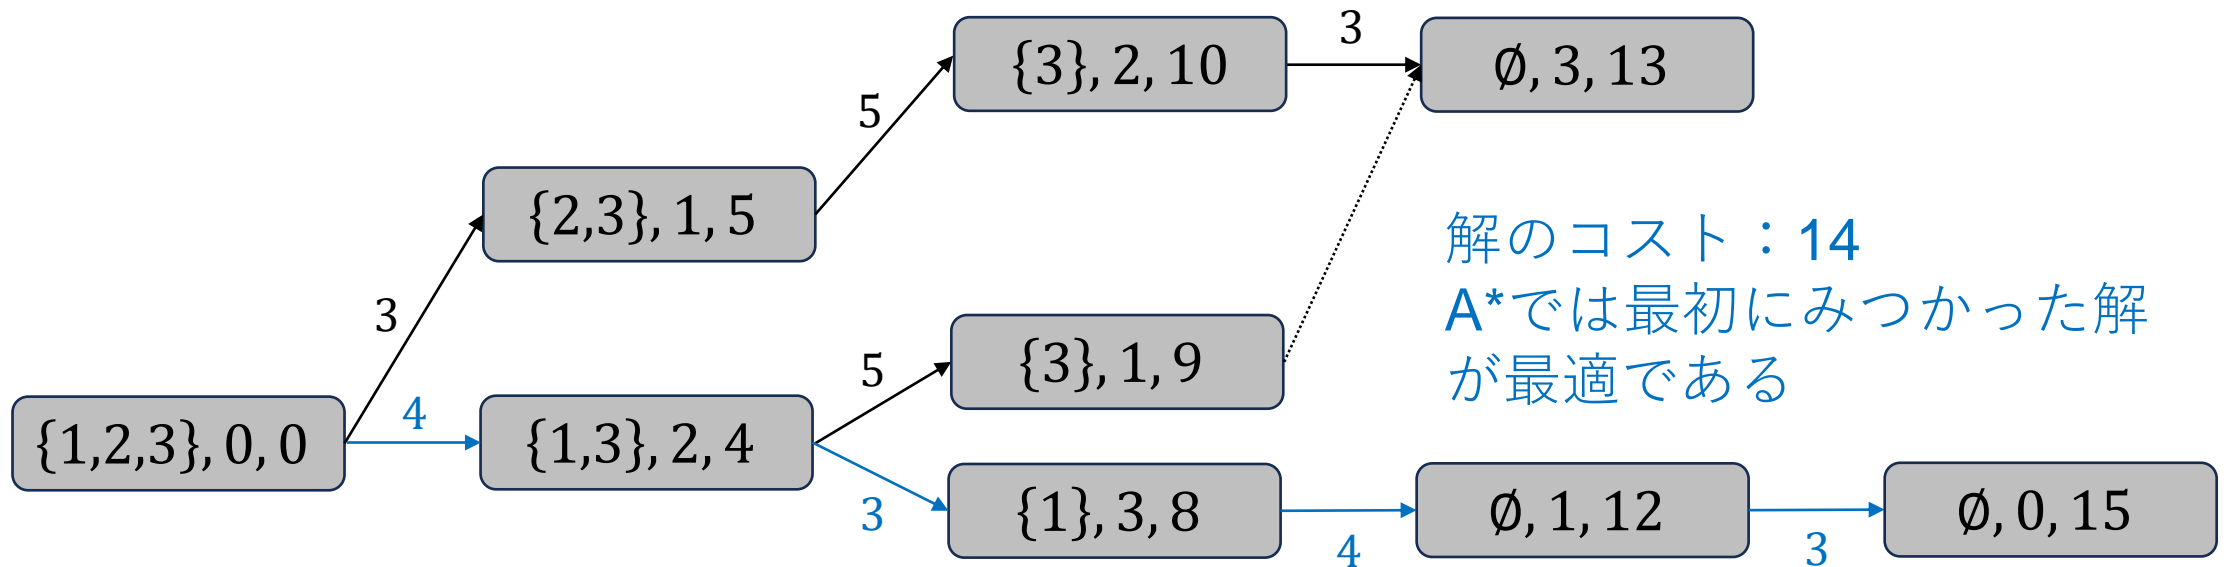 {3}, 2, 10
3
∅, 3, 13
5
{2,3}, 1, 5
3
解のコスト：14
A*では最初にみつかった解
が最適である
{3}, 1, 9
5
{1,2,3}, 0, 0
4
{1,3}, 2, 4
3
{1}, 3, 8
4
∅, 1, 12
3
∅, 0, 15